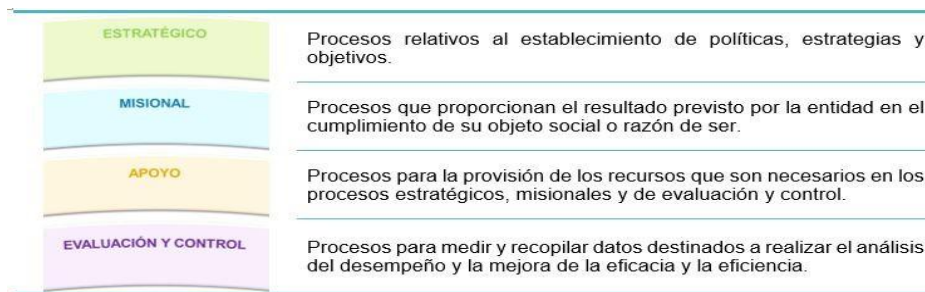 ESTRATÉGICO
Procesos relativos al establecimiento de políticas, estrategias y
objetivos.
MISIONAL
Procesos que proporcionan el resultado previsto por la entidad en el
cumplimiento de su objeto social o razón de ser.
APOYO
Procesos para la provisión de los recursos que son necesarios en los
procesos estratégicos, misionales y de evaluación y control.
EVALUACIÓN Y CONTROL
Procesos para medir y recopilar datos destinados a realizar el análisis
del desempeño y la mejora de la eficacia y la eficiencia.